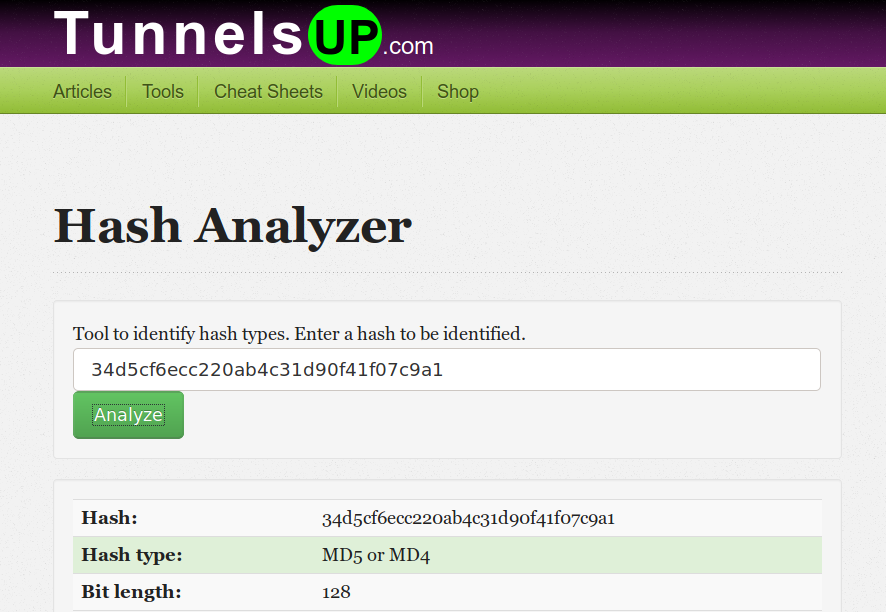 TunnelsUP.com
Articles Tools Cheat Sheets Videos Shop
Hash Analyzer
Tool to identify hash types. Enter a hash to be identified.
34d5cf6ecc220ab4c31d90f41f07c9a1
Analyze
Hash: 34d5cf6ecc220ab4c31d90f41f07c9a1
Hash type: MD5 or MD4
Bit length: 128